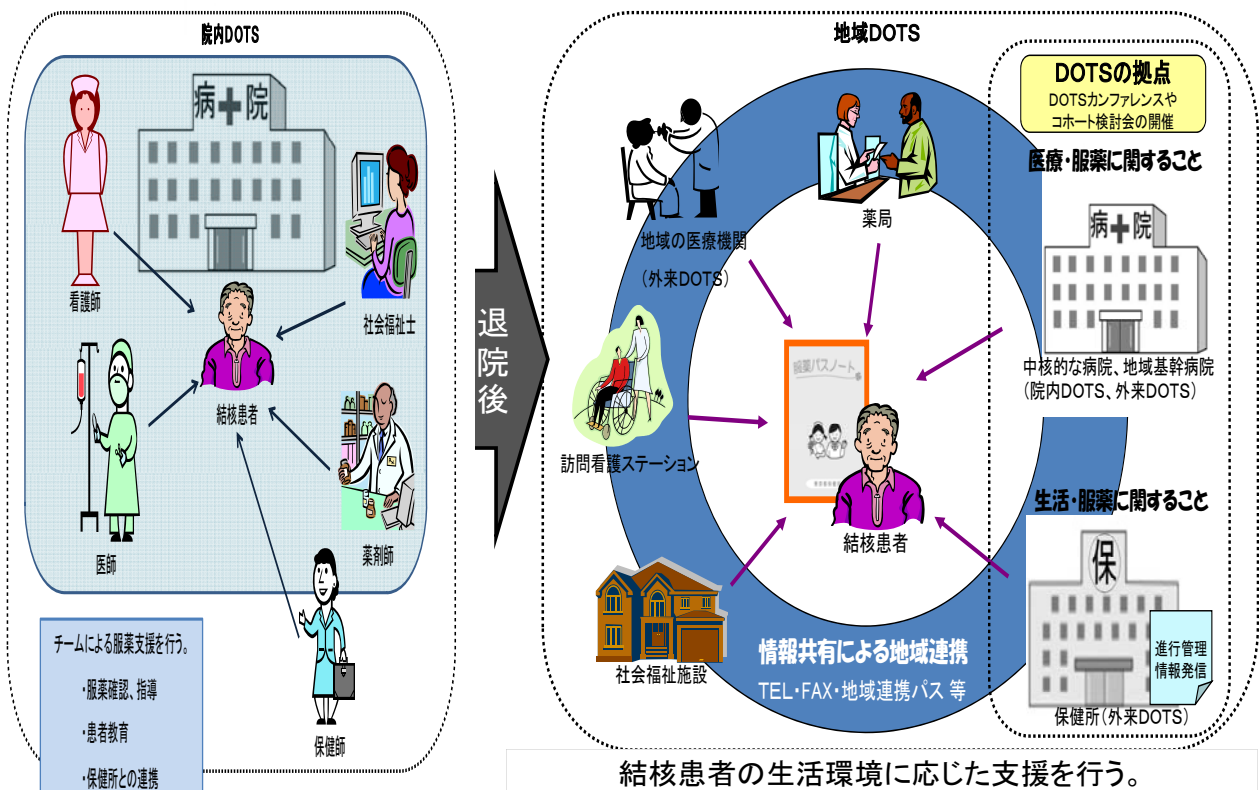 院内DOTS
病院
看護師
社会福祉士
結核患者
医師
薬剤師
保健師
チームによる服薬支援を行う。
・服薬確認、指導
・患者教育
・保健所との連携
退院後
地域DOTS
地域の医療機関
（外来DOTS）
薬局
訪問看護ステーション
服薬パスノート
結核患者
社会福祉施設
情報共有による地域連携
TEL・FAX・地域連携パス 等
DOTSの拠点
DOTSカンファレンスや
コホート検討会の開催
医療・服薬に関すること
病院
中核的な病院、地域基幹病院
（院内DOTS、外来DOTS）
生活・服薬に関すること
保
進行管理
情報発信
保健所（外来DOTS）
結核患者の生活環境に応じた支援を行う。